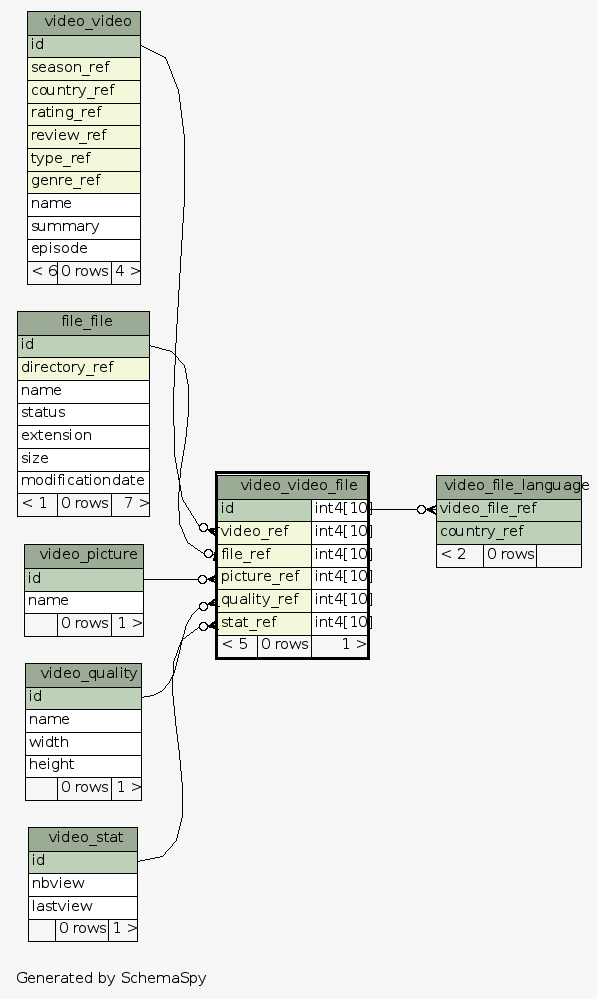 video_video
id
season_ref
country_ref
rating_ref
review_ref
type_ref
genre_ref
name
summary
episode
< 6 0 rows 4 >
file_file
id
directory_ref
name
status
extension
size
modificationdate
< 1 0 rows 7 >
video_picture
id
name
0 rows 1 >
video_quality
id
name
width
height
0 rows 1 >
video_stat
id
nbview
lastview
0 rows 1 >
video_video_file
id int4[10]
video_ref int4[10]
file_ref int4[10]
picture_ref int4[10]
quality_ref int4[10]
stat_ref int4[10]
< 5 0 rows 1 >
video_file_language
video_file_ref
country_ref
< 2 0 rows
Generated by SchemaSpy